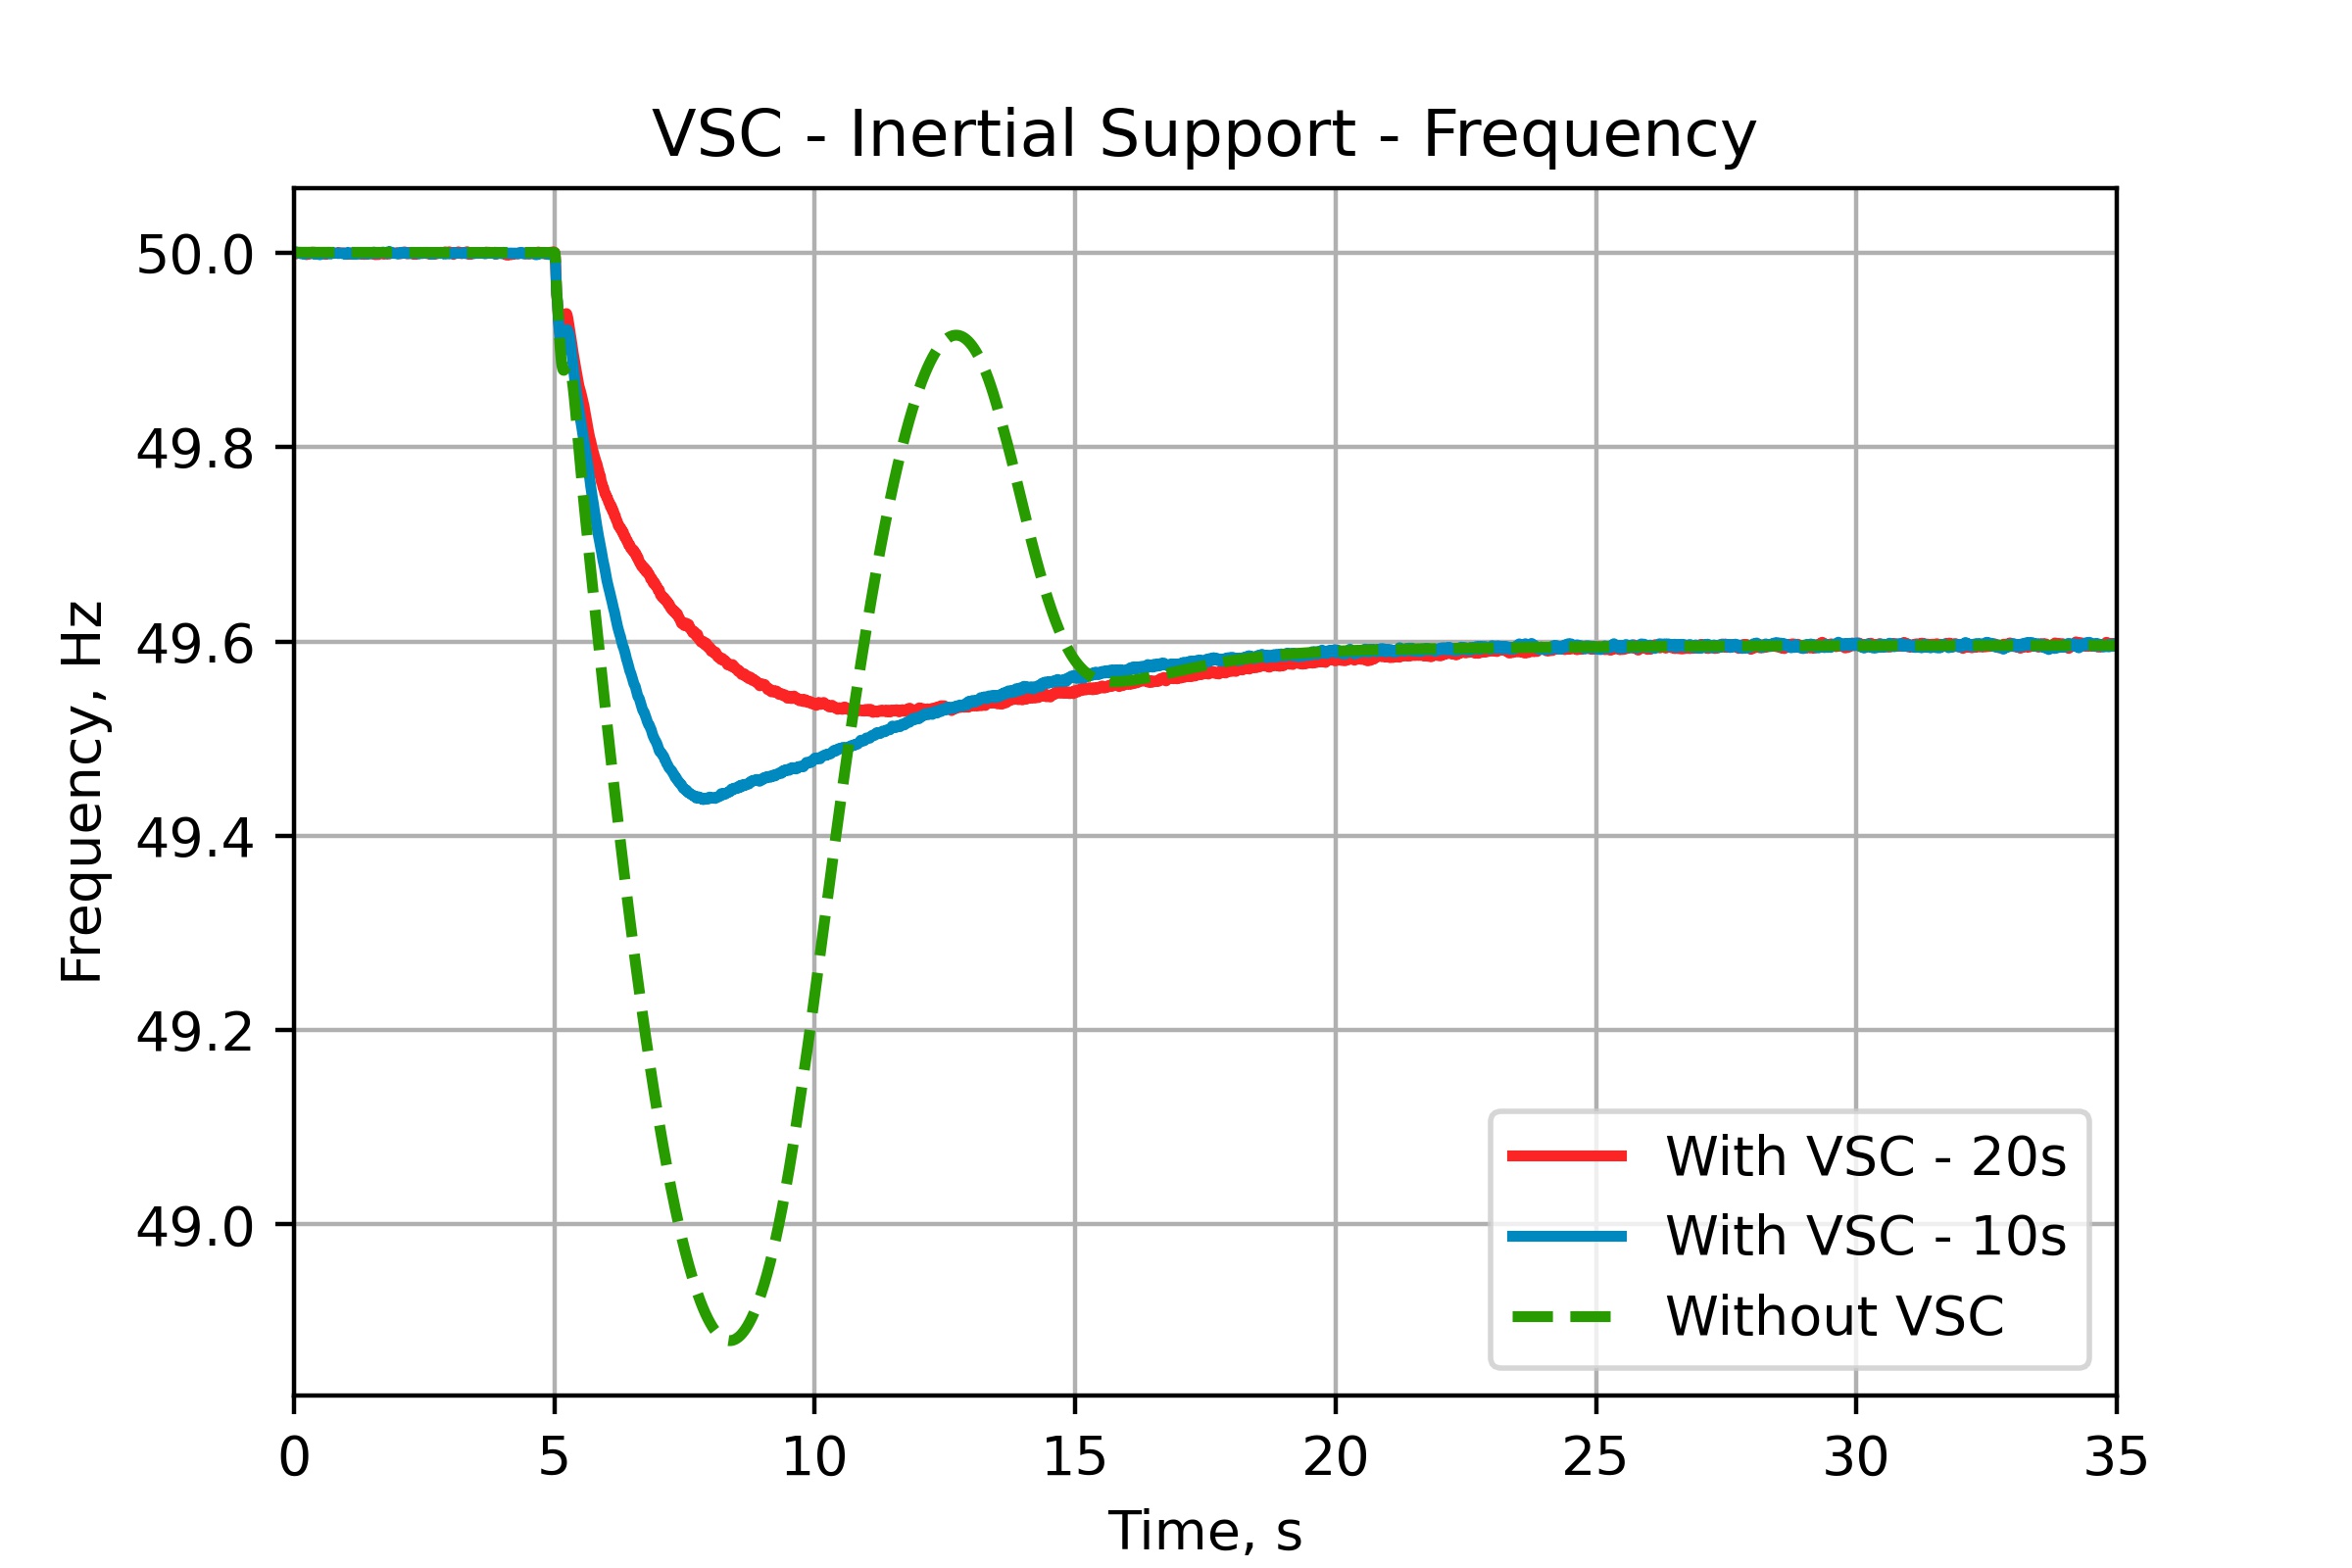 VSC - Inertial Support - Frequency
Frequency, Hz
50.0
49.8
49.6
49.4
49.2
49.0
With VSC - 20s
With VSC - 10s
Without VSC
0 5 10 15 20 25 30 35
Time, s